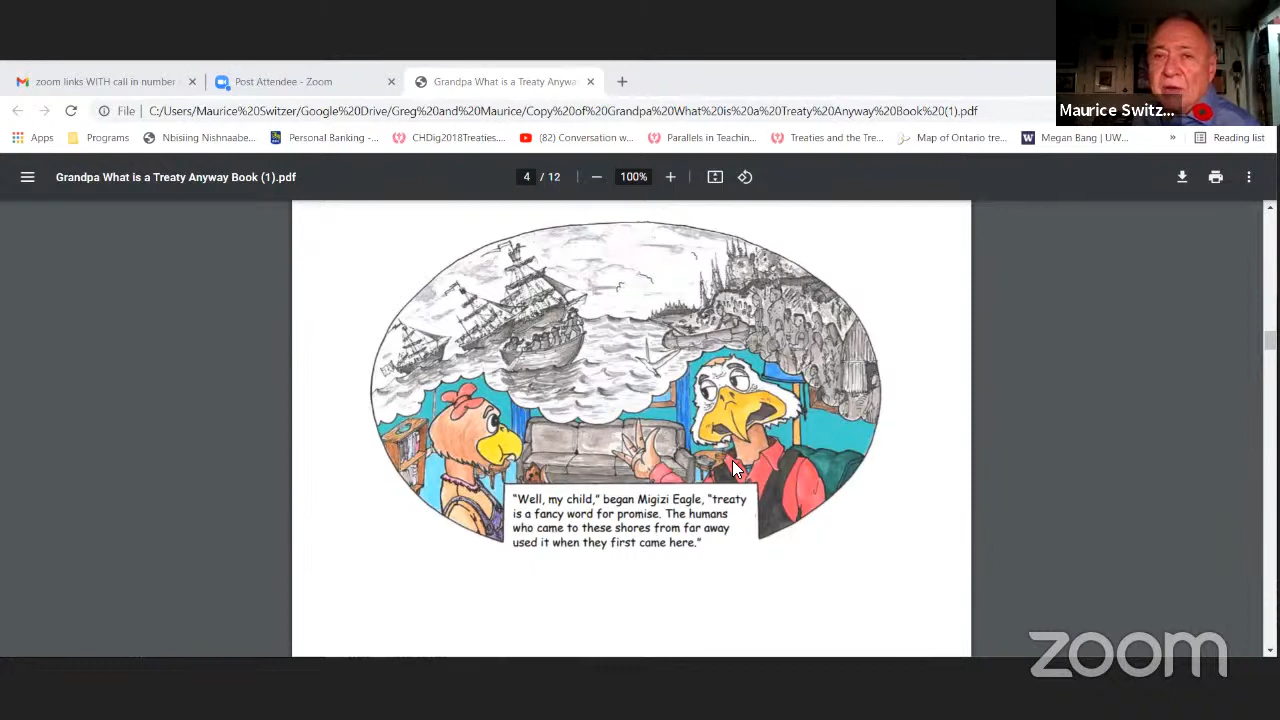 zoom links WITH call in number
Post Attendee - Zoom
Grandpa What is a Treaty Anyway
File
C:/Users/Maurice%20Switzer/Google%20Drive/Greg%20and%20Maurice/Copy%20of%20Grandpa%20What%20is%20a%20Treaty%20Anyway%20Book%20(1).pdf
Apps
Programs
Nbisiing Nishnaabe...
Personal Banking -...
CHDig2018Treaties...
(82) Conversation w...
Parallels in Teachin...
Treaties and the Tre...
Map of Ontario tre...
Megan Bang | UW...
»
Reading list
Maurice Switz...
Grandpa What is a Treaty Anyway Book (1).pdf
4 / 12
100%
“Well, my child,” began Migizi Eagle, “treaty
is a fancy word for promise. The humans
who came to these shores from far away
used it when they first came here.”
zoom